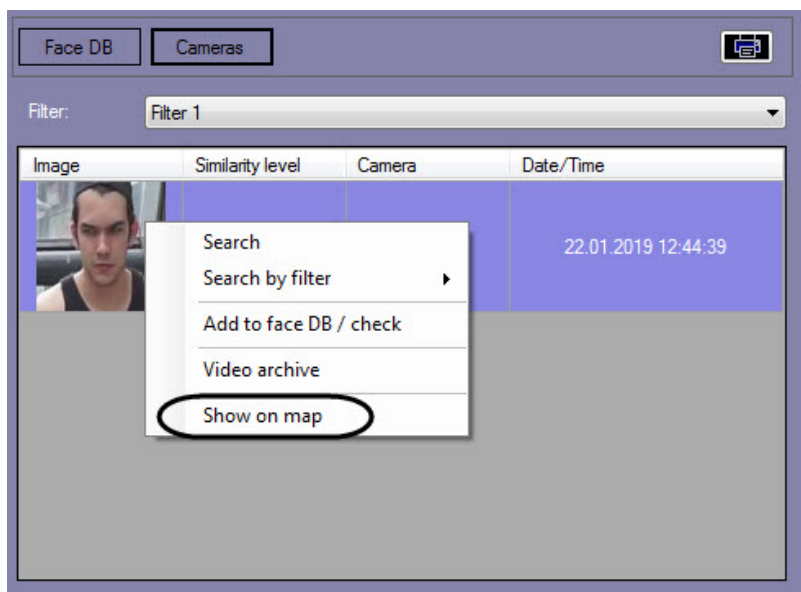 Face DB Cameras
Filter: Filter 1
Image Similarity level Camera Date/Time
22.01.2019 12:44:39
Search
Search by filter
Add to face DB / check
Video archive
Show on map